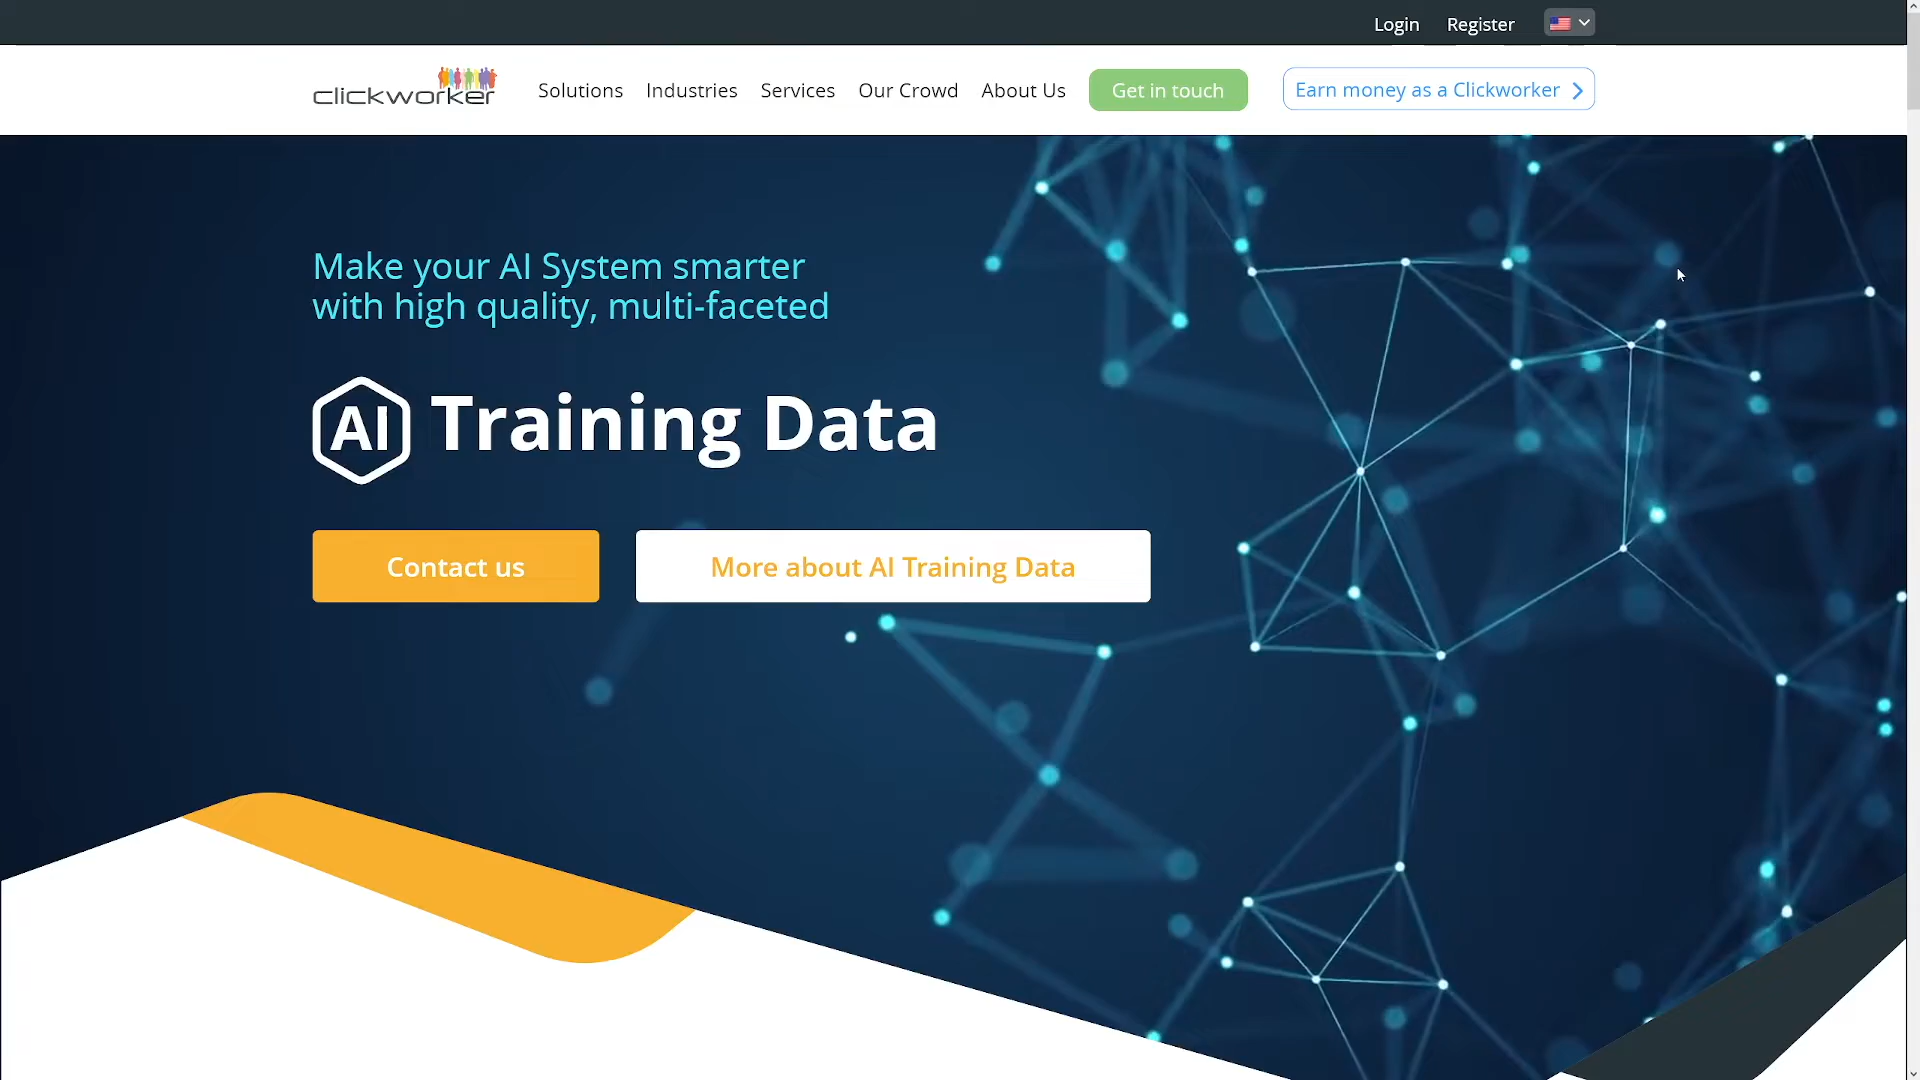 Login Register
clickworker Solutions Industries Services Our Crowd About Us Get in touch Earn money as a Clickworker
Make your AI System smarter
with high quality, multi-faceted
AI Training Data
Contact us More about AI Training Data